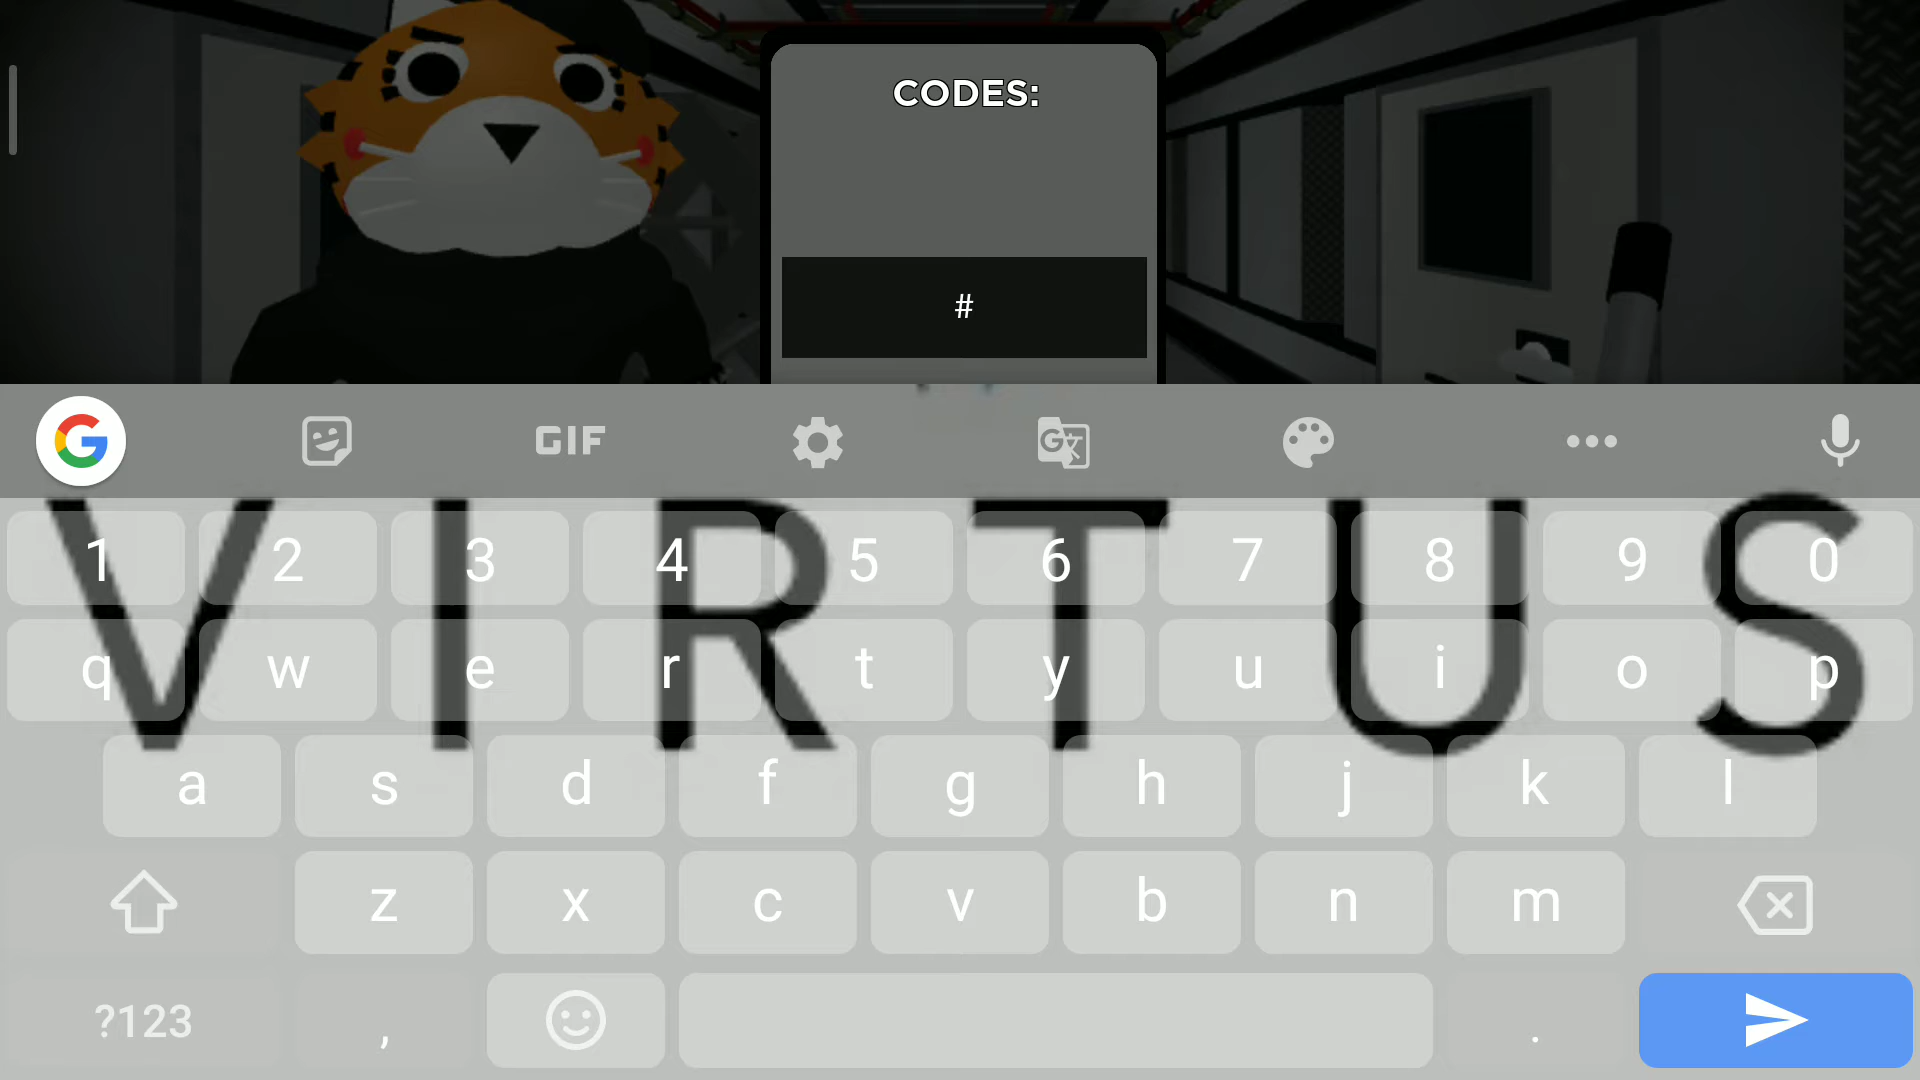 CODES:
#
GIF
VIRTUS
1 2 3 4 5 6 7 8 9 0
q w e r t y u i o p
a s d f g h j k l
z x c v b n m
?123 , .